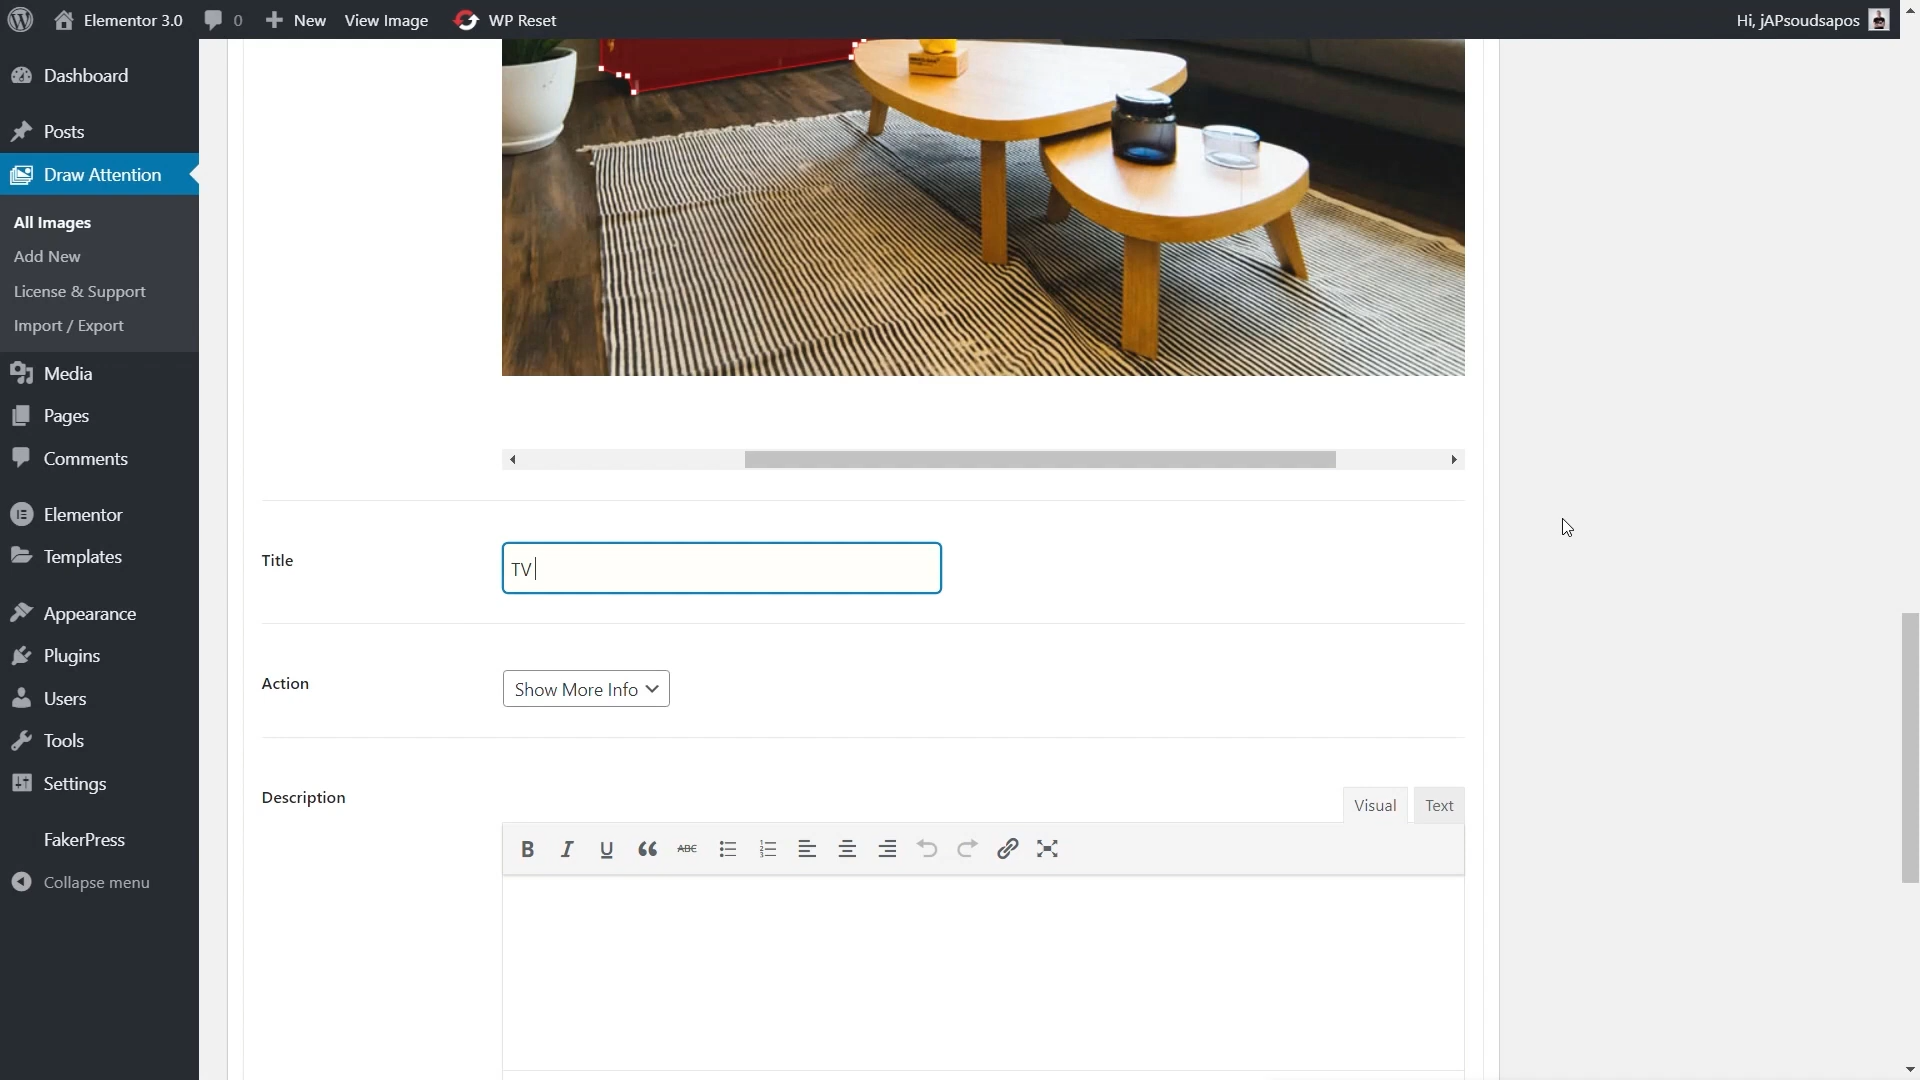 Elementor 3.0
0
New
View Image
WP Reset
Hi, jAPsoudsapos
Dashboard
Posts
Draw Attention
All Images
Add New
License & Support
Import / Export
Media
Pages
Comments
Elementor
Templates
Appearance
Plugins
Users
Tools
Settings
FakerPress
Collapse menu
Title
TV
Action
Show More Info
Description
Visual
Text
B
I
U
ABC